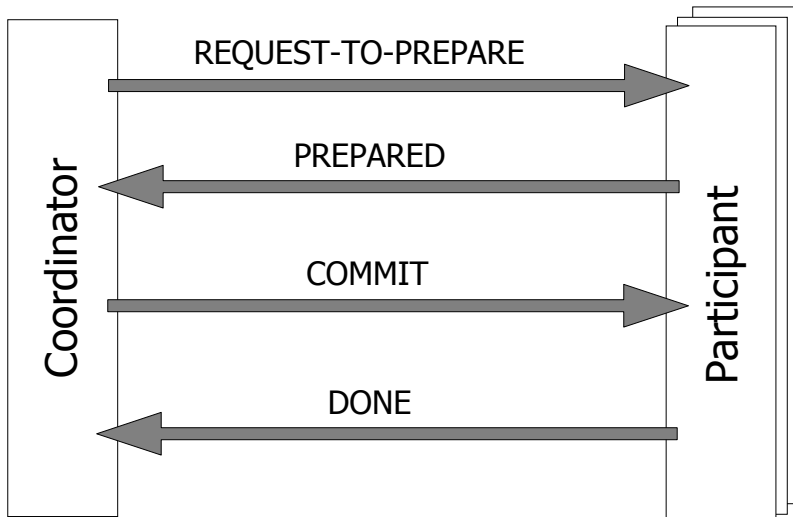 REQUEST-TO-PREPARE
PREPARED
COMMIT
DONE
Coordinator
Participant